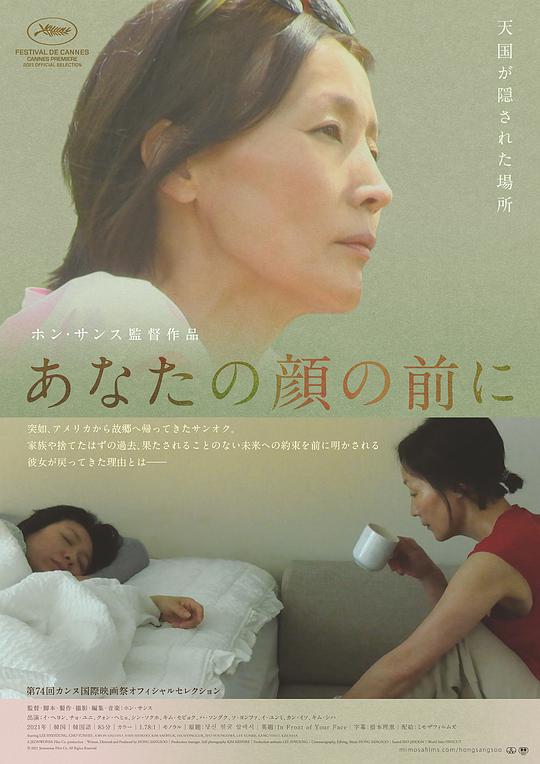 FESTIVAL DE CANNES
CANNES PREMIERE
2021 OFFICIAL SELECTION
天国が隠された場所
ホン・サンス監督作品
あなたの顔の前に
突如、アメリカから故郷へ帰ってきたサンオク。
家族や捨てたはずの過去、果たされることのない未来への約束を前に明かされる
彼女が戻ってきた理由とは――
第74回カンヌ国際映画祭オフィシャルセレクション
監督・脚本・製作・撮影・編集・音楽：ホン・サンス
出演：イ・ヘヨン、チョ・ユニ、クォン・ヘヒョ、シン・ソクホ、キム・セビョク、ハ・ソングク、ソ・ヨンファ、イ・ユンミ、カン・イソ、キム・シハ
2021年｜韓国｜韓国語｜85分｜カラー｜1.78:1｜モノラル｜原題：당신 얼굴 앞에서｜英題：In Front of Your Face｜字幕：根本理恵｜配給：ミモザフィルムズ
mimosafilms.com/hongsangsoo